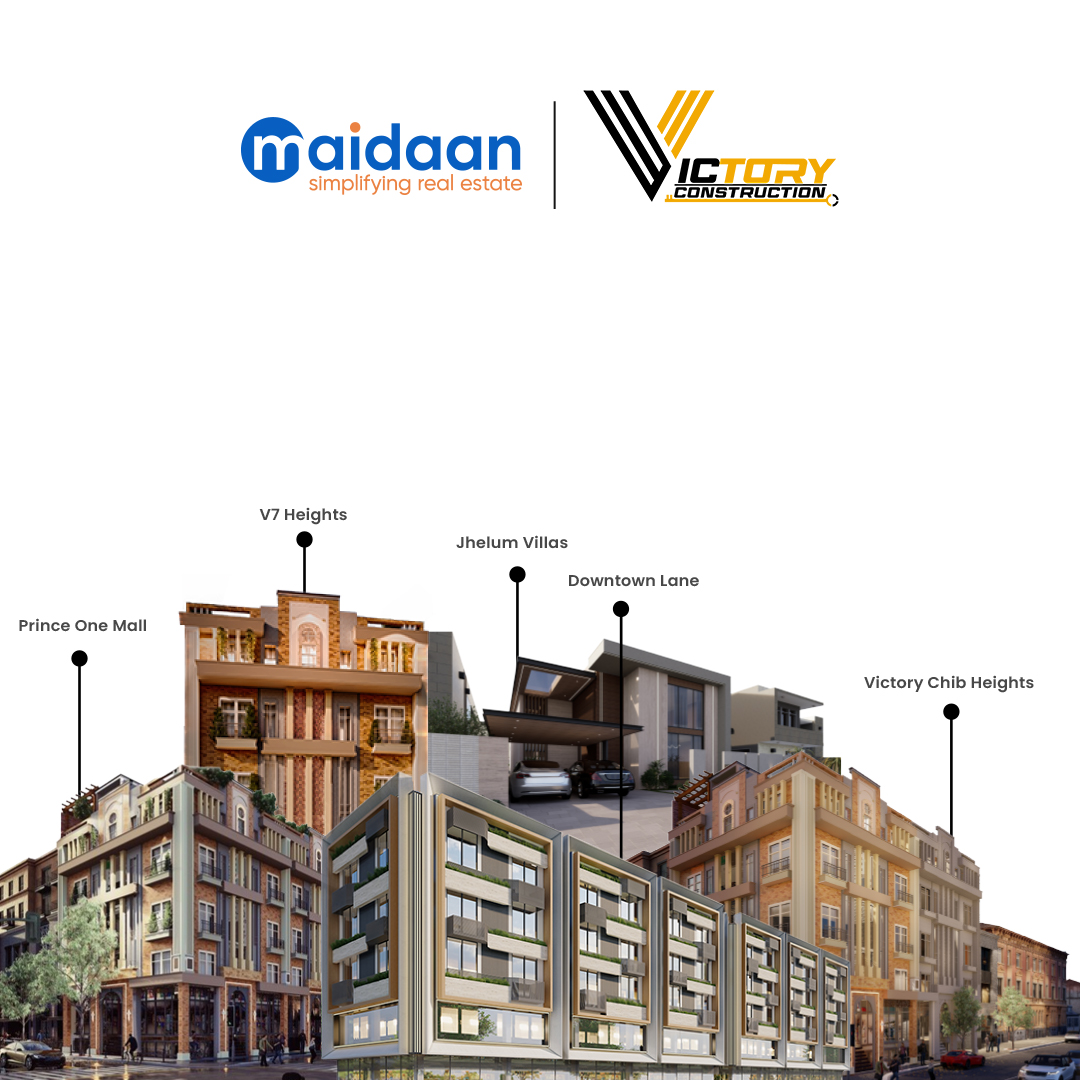 maidaan
simplifying real estate
VICTORY
CONSTRUCTION
V7 Heights
Jhelum Villas
Downtown Lane
Prince One Mall
Victory Chib Heights